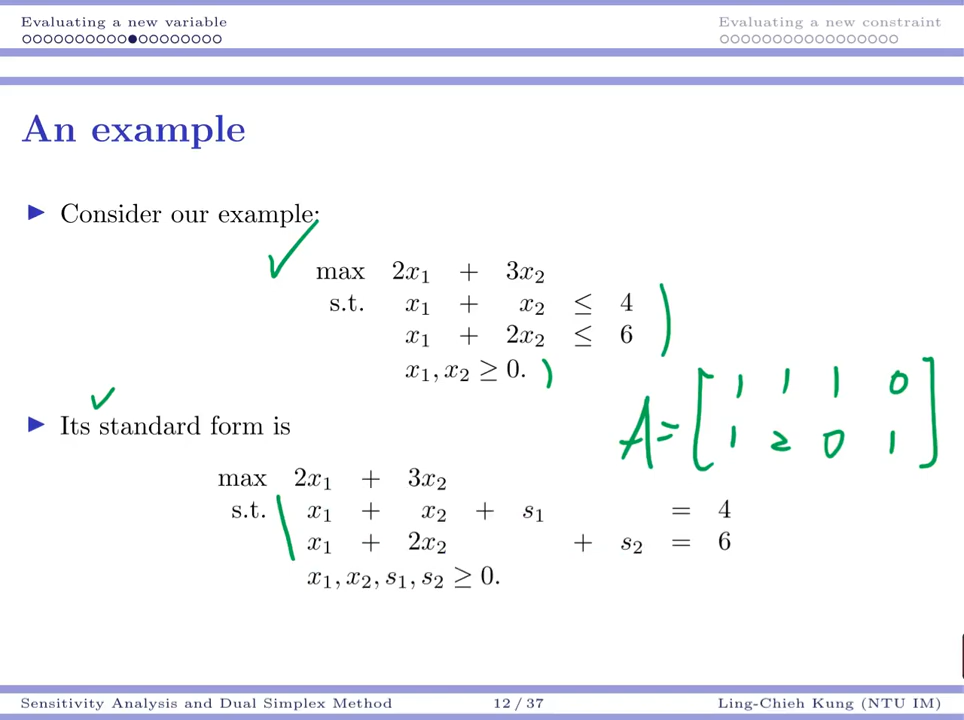 Evaluating a new variable
Evaluating a new constraint
An example
▶ Consider our example:
max 2x₁ + 3x₂
s.t. x₁ + x₂ ≤ 4
x₁ + 2x₂ ≤ 6
x₁, x₂ ≥ 0.
A = [1 1 1 0
1 2 0 1]
▶ Its standard form is
max 2x₁ + 3x₂
s.t. x₁ + x₂ + s₁ = 4
x₁ + 2x₂ + s₂ = 6
x₁, x₂, s₁, s₂ ≥ 0.
Sensitivity Analysis and Dual Simplex Method
12 / 37
Ling-Chieh Kung (NTU IM)